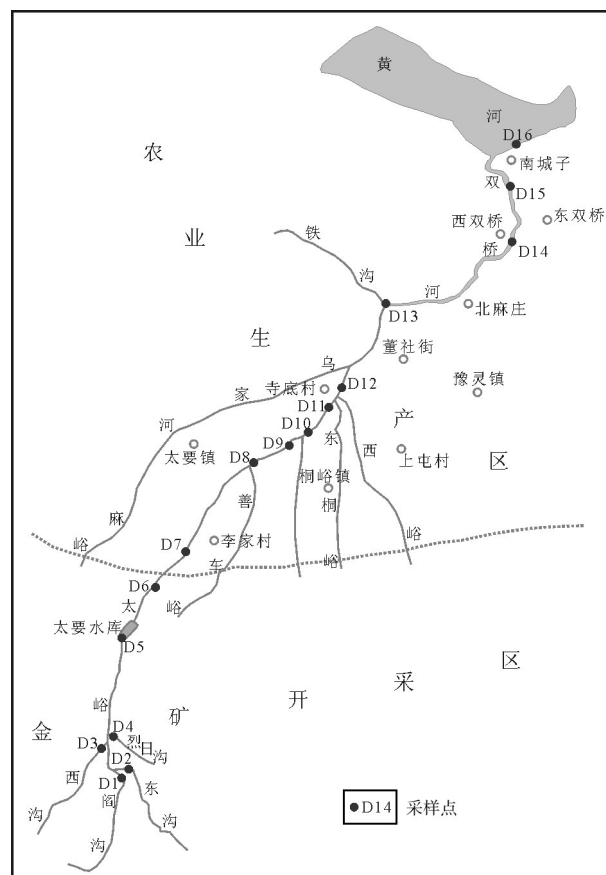 黄
河
D16
南城子
农
双
D15
东双桥
西双桥
业
铁
桥
D14
沟
河
北麻庄
D13
生
乌
董社街
家
寺底村
D12
豫灵镇
河
D11
产
D10
东
太要镇
D9
西
上屯村
区
D8
桐峪镇
善
桐
麻
峪
李家村
D7
车
峪
峪
D6
太
峪
太要水库
D5
区
采
峪
开
矿
金
D4
烈日沟
D3
西
D2
D1
东
阎
沟
沟
沟
D14 采样点